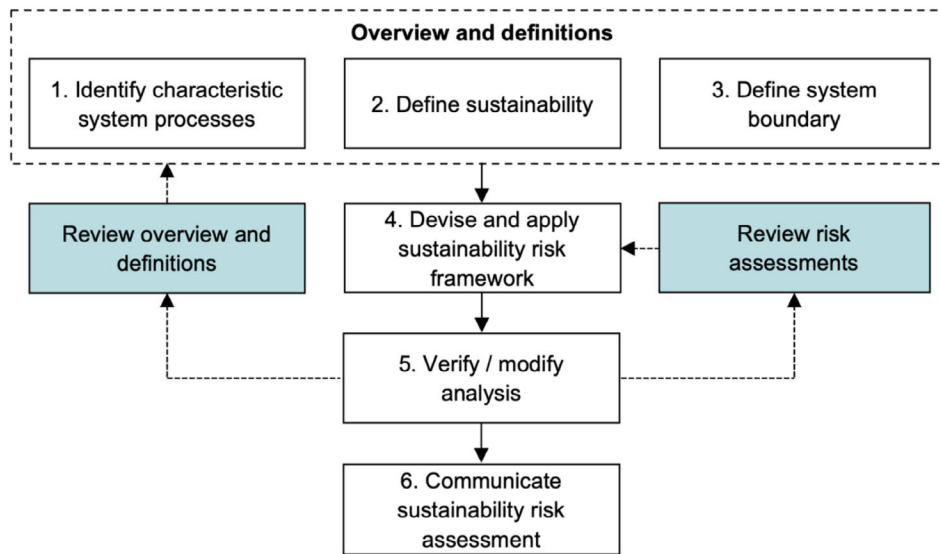 Overview and definitions
1. Identify characteristic
system processes
2. Define sustainability
3. Define system
boundary
Review overview and
definitions
4. Devise and apply
sustainability risk
framework
Review risk
assessments
5. Verify / modify
analysis
6. Communicate
sustainability risk
assessment